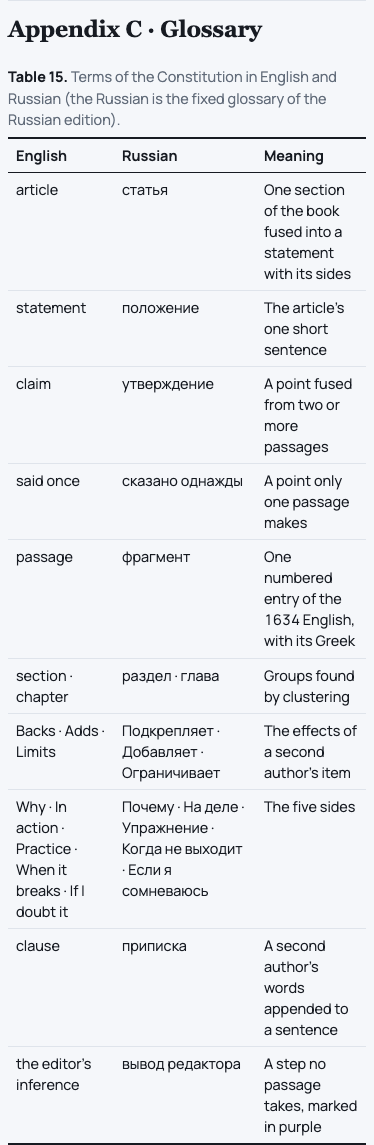 Appendix C · Glossary
Table 15. Terms of the Constitution in English and
Russian (the Russian is the fixed glossary of the
Russian edition).
English Russian Meaning
article статья One section
of the book
fused into a
statement
with its sides
statement положение The article's
one short
sentence
claim утверждение A point fused
from two or
more
passages
said once сказано однажды A point only
one passage
makes
passage фрагмент One
numbered
entry of the
1634 English,
with its Greek
section · раздел · глава Groups found
chapter by clustering
Backs · Adds · Подкрепляет · The effects of
Limits Добавляет · a second
Ограничивает author's item
Why · In Почему · На деле · The five sides
action · Упражнение ·
Practice · Когда не выходит
When it · Если я
breaks · If I сомневаюсь
doubt it
clause приписка A second
author's
words
appended to
a sentence
the editor's вывод редактора A step no
inference passage
takes, marked
in purple